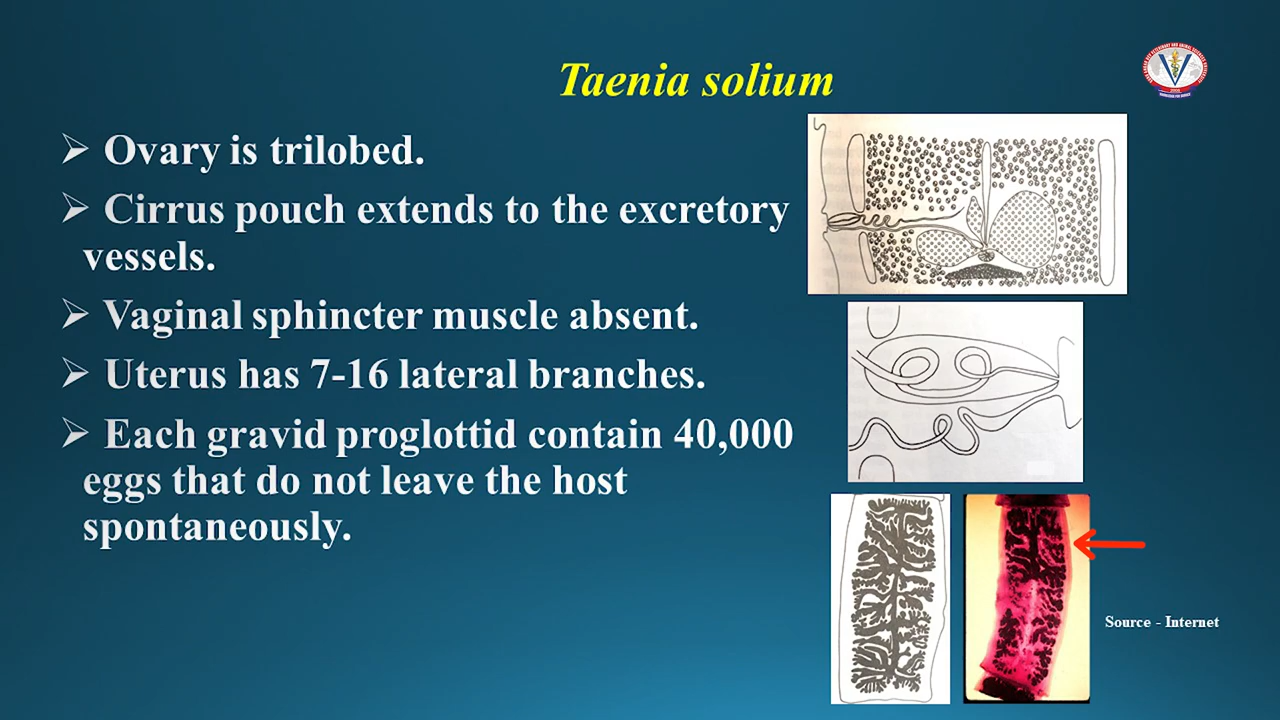 Taenia solium
➢ Ovary is trilobed.
➢ Cirrus pouch extends to the excretory
vessels.
➢ Vaginal sphincter muscle absent.
➢ Uterus has 7-16 lateral branches.
➢ Each gravid proglottid contain 40,000
eggs that do not leave the host
spontaneously.
Source - Internet